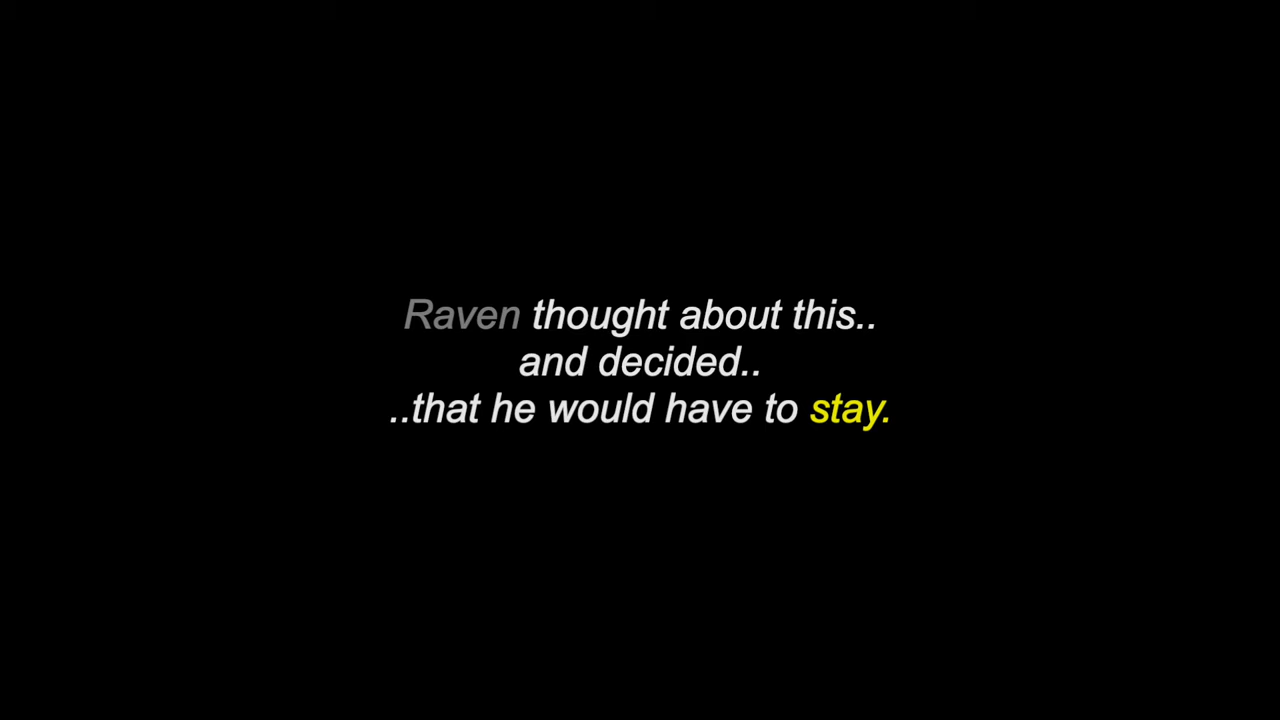 Raven thought about this..
and decided..
..that he would have to stay.